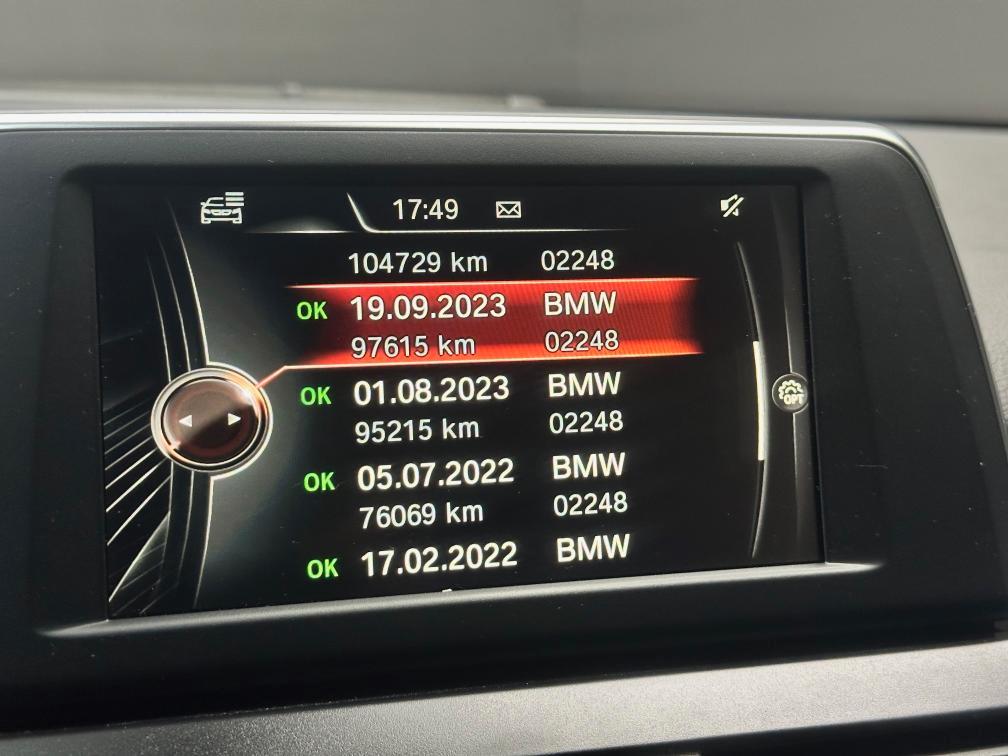 17:49
104729 km 02248
OK 19.09.2023 BMW
97615 km 02248
OK 01.08.2023 BMW
95215 km 02248
OK 05.07.2022 BMW
76069 km 02248
OK 17.02.2022 BMW
OPT